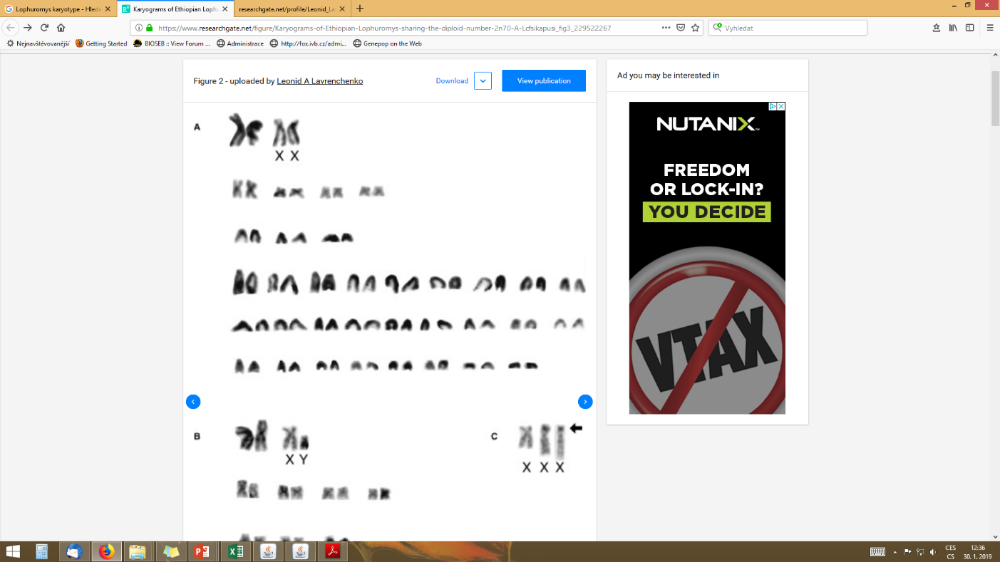 Lophuromys karyotype - Hleda
Karyograms of Ethiopian Loph
researchgate.net/profile/Leonid_La
https://www.researchgate.net/figure/Karyograms-of-Ethiopian-Lophuromys-sharing-the-diploid-number-2n70-A-Lcfsikapusi_fig3_229522267
Vyhledat
Nejnavštěvovanější Getting Started BIOSEB :: View Forum ... Administrace http://fox.ivb.cz/admi... Genepop on the Web
Figure 2 - uploaded by Leonid A Lavrenchenko
Download
View publication
Ad you may be interested in
A
X X
B
X Y
C
X X X
NUTANIX
FREEDOM
OR LOCK-IN?
YOU DECIDE
VTAX
CES
CS
12:36
30. 1. 2019